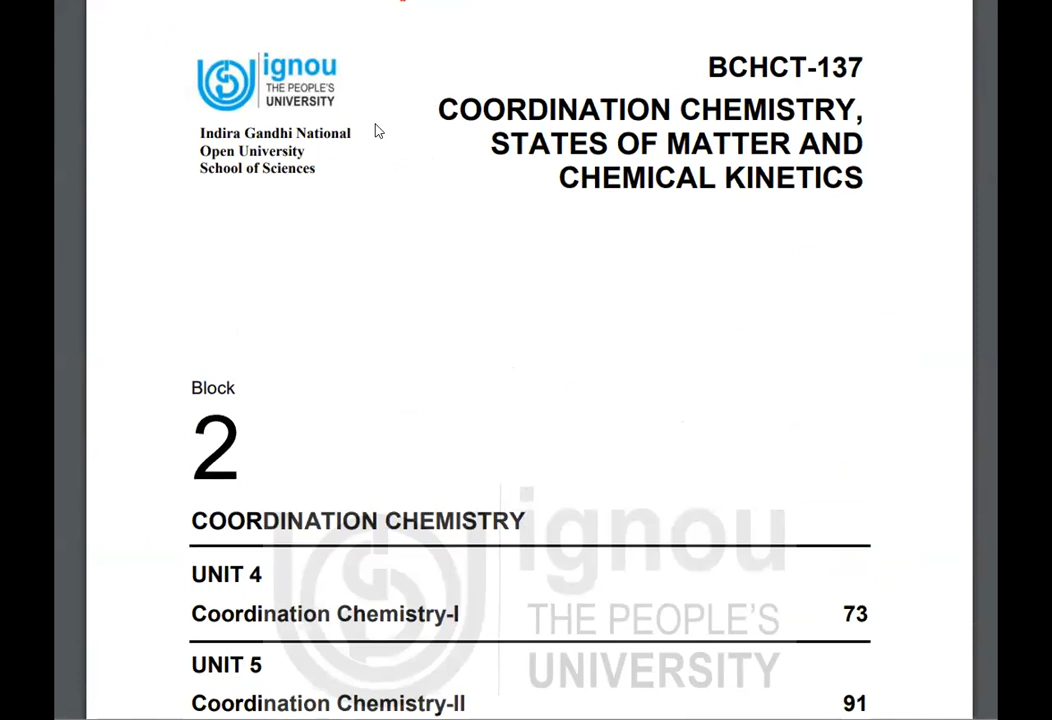 ignou
THE PEOPLE'S
UNIVERSITY
Indira Gandhi National
Open University
School of Sciences
BCHCT-137
COORDINATION CHEMISTRY,
STATES OF MATTER AND
CHEMICAL KINETICS
Block
2
COORDINATION CHEMISTRY
UNIT 4
Coordination Chemistry-I 73
UNIT 5
Coordination Chemistry-II 91
ignou
THE PEOPLE'S
UNIVERSITY